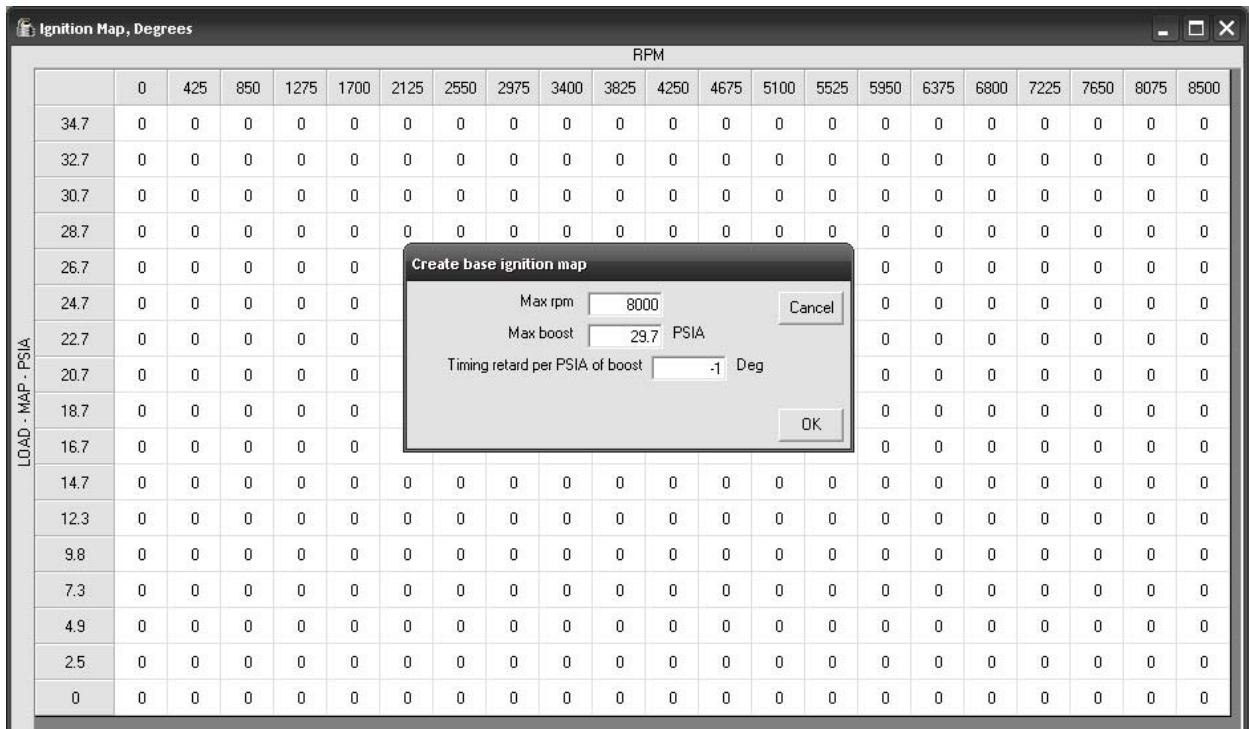 Ignition Map, Degrees
RPM
0 425 850 1275 1700 2125 2550 2975 3400 3825 4250 4675 5100 5525 5950 6375 6800 7225 7650 8075 8500
34.7 0 0 0 0 0 0 0 0 0 0 0 0 0 0 0 0 0 0 0 0 0
32.7 0 0 0 0 0 0 0 0 0 0 0 0 0 0 0 0 0 0 0 0 0
30.7 0 0 0 0 0 0 0 0 0 0 0 0 0 0 0 0 0 0 0 0 0
28.7 0 0 0 0 0 0 0 0 0 0 0 0 0 0 0 0 0 0 0 0 0
26.7 0 0 0 0 0 0 0 0 0 0 0 0
24.7 0 0 0 0 0 0 0 0 0 0 0 0
22.7 0 0 0 0 0 0 0 0 0 0 0 0
20.7 0 0 0 0 0 0 0 0 0 0 0 0
18.7 0 0 0 0 0 0 0 0 0 0 0 0
16.7 0 0 0 0 0 0 0 0 0 0 0 0
14.7 0 0 0 0 0 0 0 0 0 0 0 0 0 0 0 0 0 0 0 0 0
12.3 0 0 0 0 0 0 0 0 0 0 0 0 0 0 0 0 0 0 0 0 0
9.8 0 0 0 0 0 0 0 0 0 0 0 0 0 0 0 0 0 0 0 0 0
7.3 0 0 0 0 0 0 0 0 0 0 0 0 0 0 0 0 0 0 0 0 0
4.9 0 0 0 0 0 0 0 0 0 0 0 0 0 0 0 0 0 0 0 0 0
2.5 0 0 0 0 0 0 0 0 0 0 0 0 0 0 0 0 0 0 0 0 0
0 0 0 0 0 0 0 0 0 0 0 0 0 0 0 0 0 0 0 0 0 0
LOAD - MAP - PSIA
Create base ignition map
Max rpm 8000 Cancel
Max boost 29.7 PSIA
Timing retard per PSIA of boost -1 Deg
OK